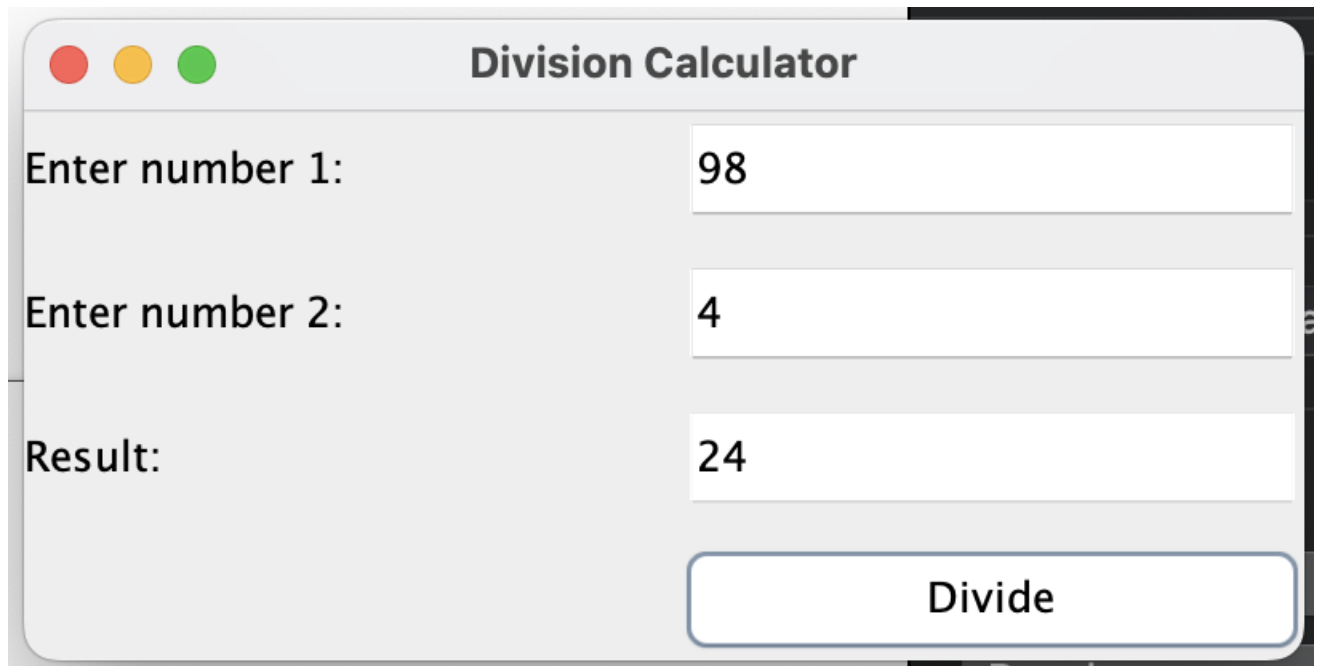 Division Calculator
Enter number 1: 98
Enter number 2: 4
Result: 24
Divide